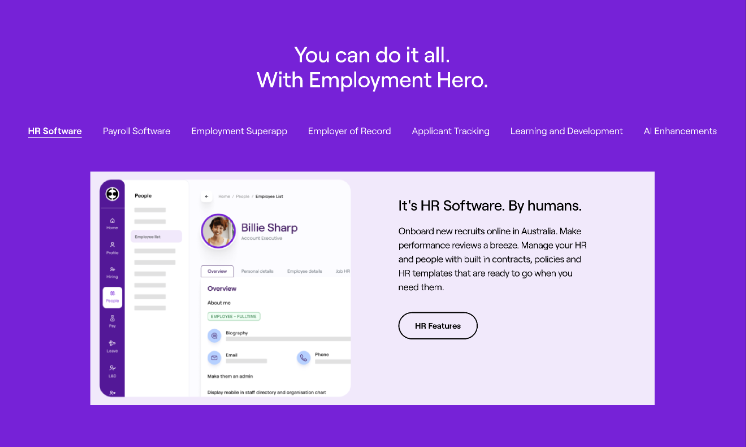 You can do it all.
With Employment Hero.
HR Software
Payroll Software
Employment Superapp
Employer of Record
Applicant Tracking
Learning and Development
AI Enhancements
Home
Profile
Hiring
People
Pay
Leave
L&D
People
Employee list
Home / People / Employee List
Billie Sharp
Account Executive
Overview
Personal details
Employee details
Job HR
Overview
About me
EMPLOYEE - FULLTIME
Biography
Email
Phone
Make them an admin
Display reable in staff directory and organisation chart
It's HR Software. By humans.
Onboard new recruits online in Australia. Make
performance reviews a breeze. Manage your HR
and people with built in contracts, policies and
HR templates that are ready to go when you
need them.
HR Features